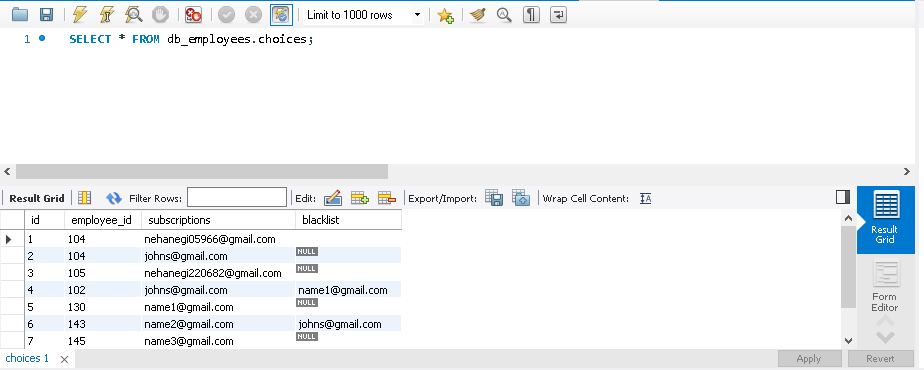 Limit to 1000 rows
1 SELECT * FROM db_employees.choices;
Result Grid Filter Rows: Edit: Export/Import: Wrap Cell Content:
id employee_id subscriptions blacklist
1 104 nehanegi05966@gmail.com
2 104 johns@gmail.com NULL
3 105 nehanegi220682@gmail.com NULL
4 102 johns@gmail.com name1@gmail.com
5 130 name1@gmail.com NULL
6 143 name2@gmail.com johns@gmail.com
7 145 name3@gmail.com NULL
Result
Grid
Form
Editor
choices 1 Apply Revert